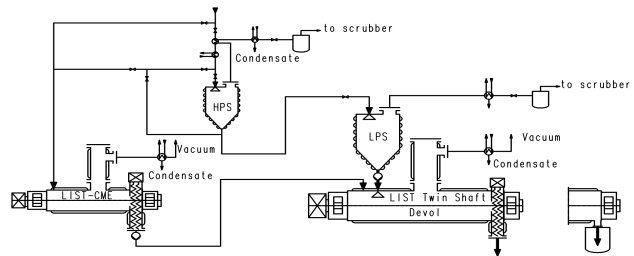 to scrubber
Condensate
to scrubber
HPS
LPS
Vacuum
Vacuum
Condensate
Condensate
LIST-CME
LIST Twin Shaft
Devol